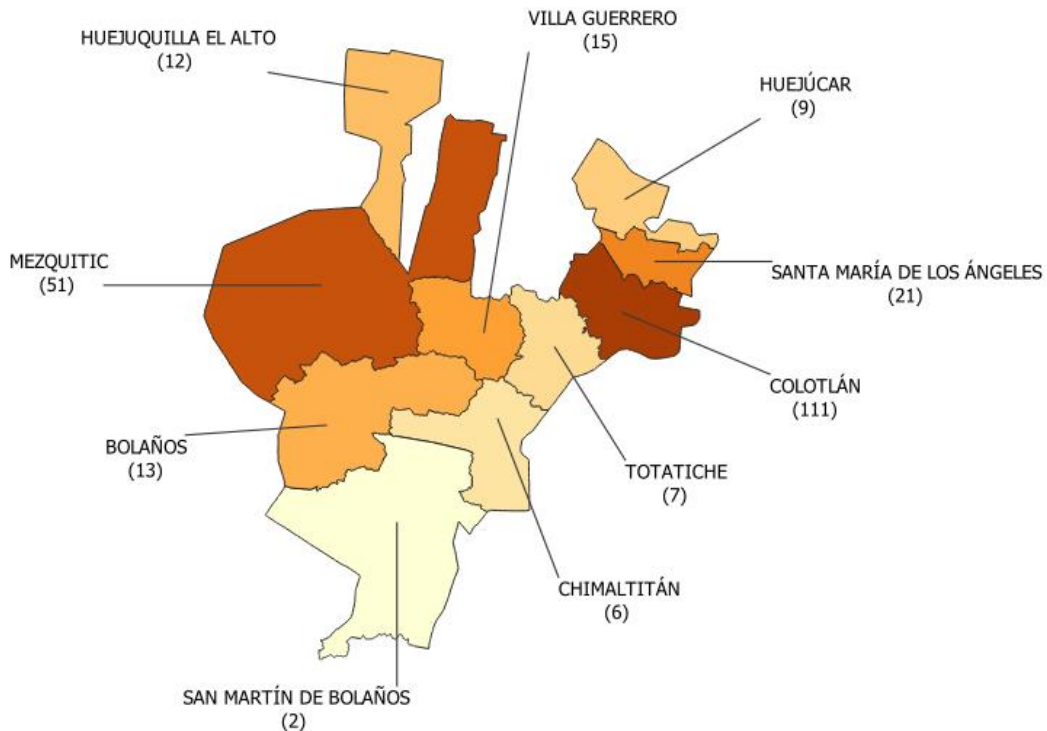 VILLA GUERRERO
(15)
HUEJUQUILLA EL ALTO
(12)
HUEJÚCAR
(9)
MEZQUITIC
(51)
SANTA MARÍA DE LOS ÁNGELES
(21)
COLOTLÁN
(111)
BOLAÑOS
(13)
TOTATICHE
(7)
CHIMALTITÁN
(6)
SAN MARTÍN DE BOLAÑOS
(2)